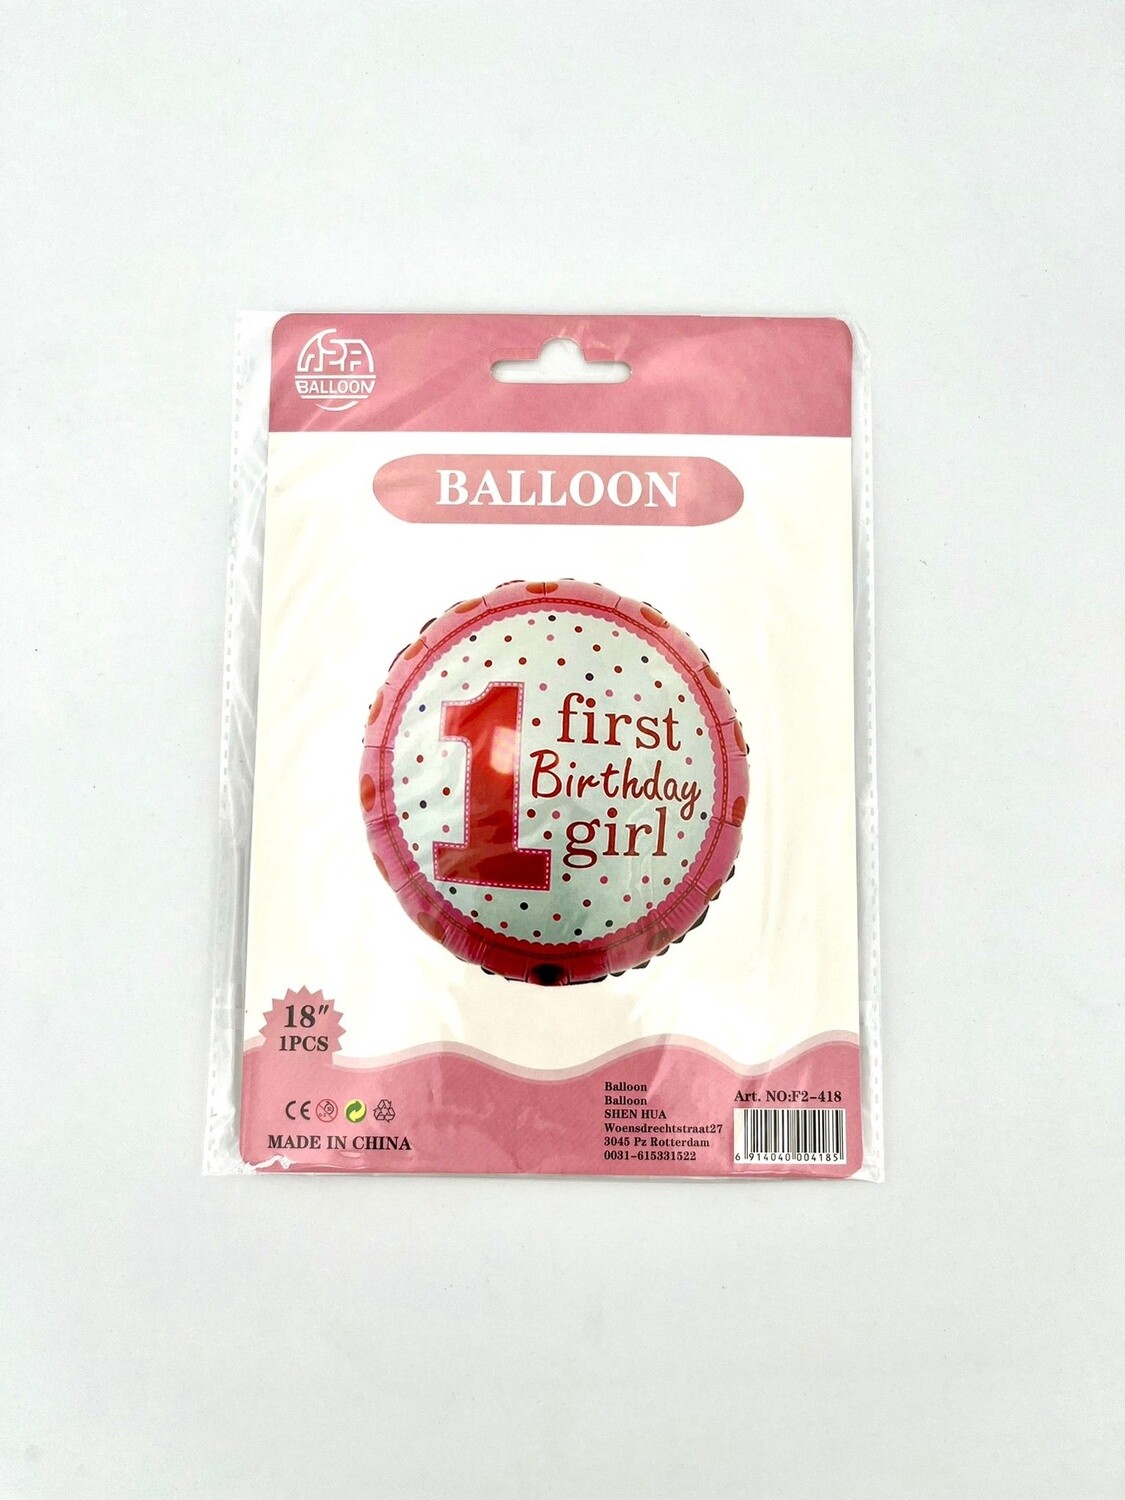 BALLOON
BALLOON
1
first
Birthday
girl
18"
1PCS
CE
MADE IN CHINA
Balloon
Balloon
SHEN HUA
Woensdrechtstraat27
3045 Pz Rotterdam
0031-615331522
Art. NO:F2-418
6 914040 004185